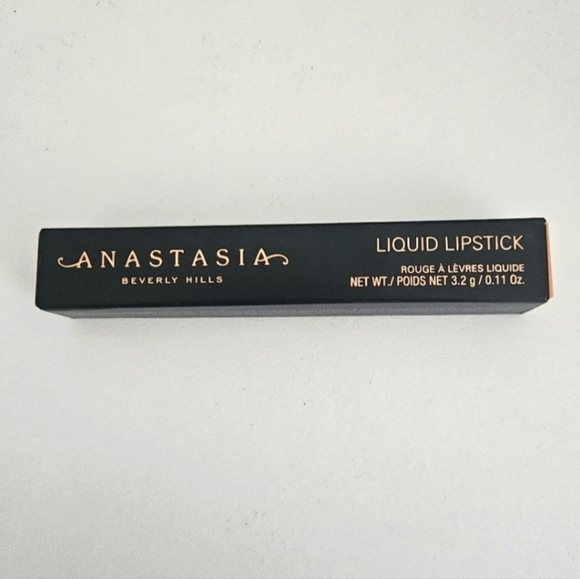 ANASTASIA
BEVERLY HILLS
LIQUID LIPSTICK
ROUGE À LÈVRES LIQUIDE
NET WT./ POIDS NET 3.2 g / 0.11 Oz.